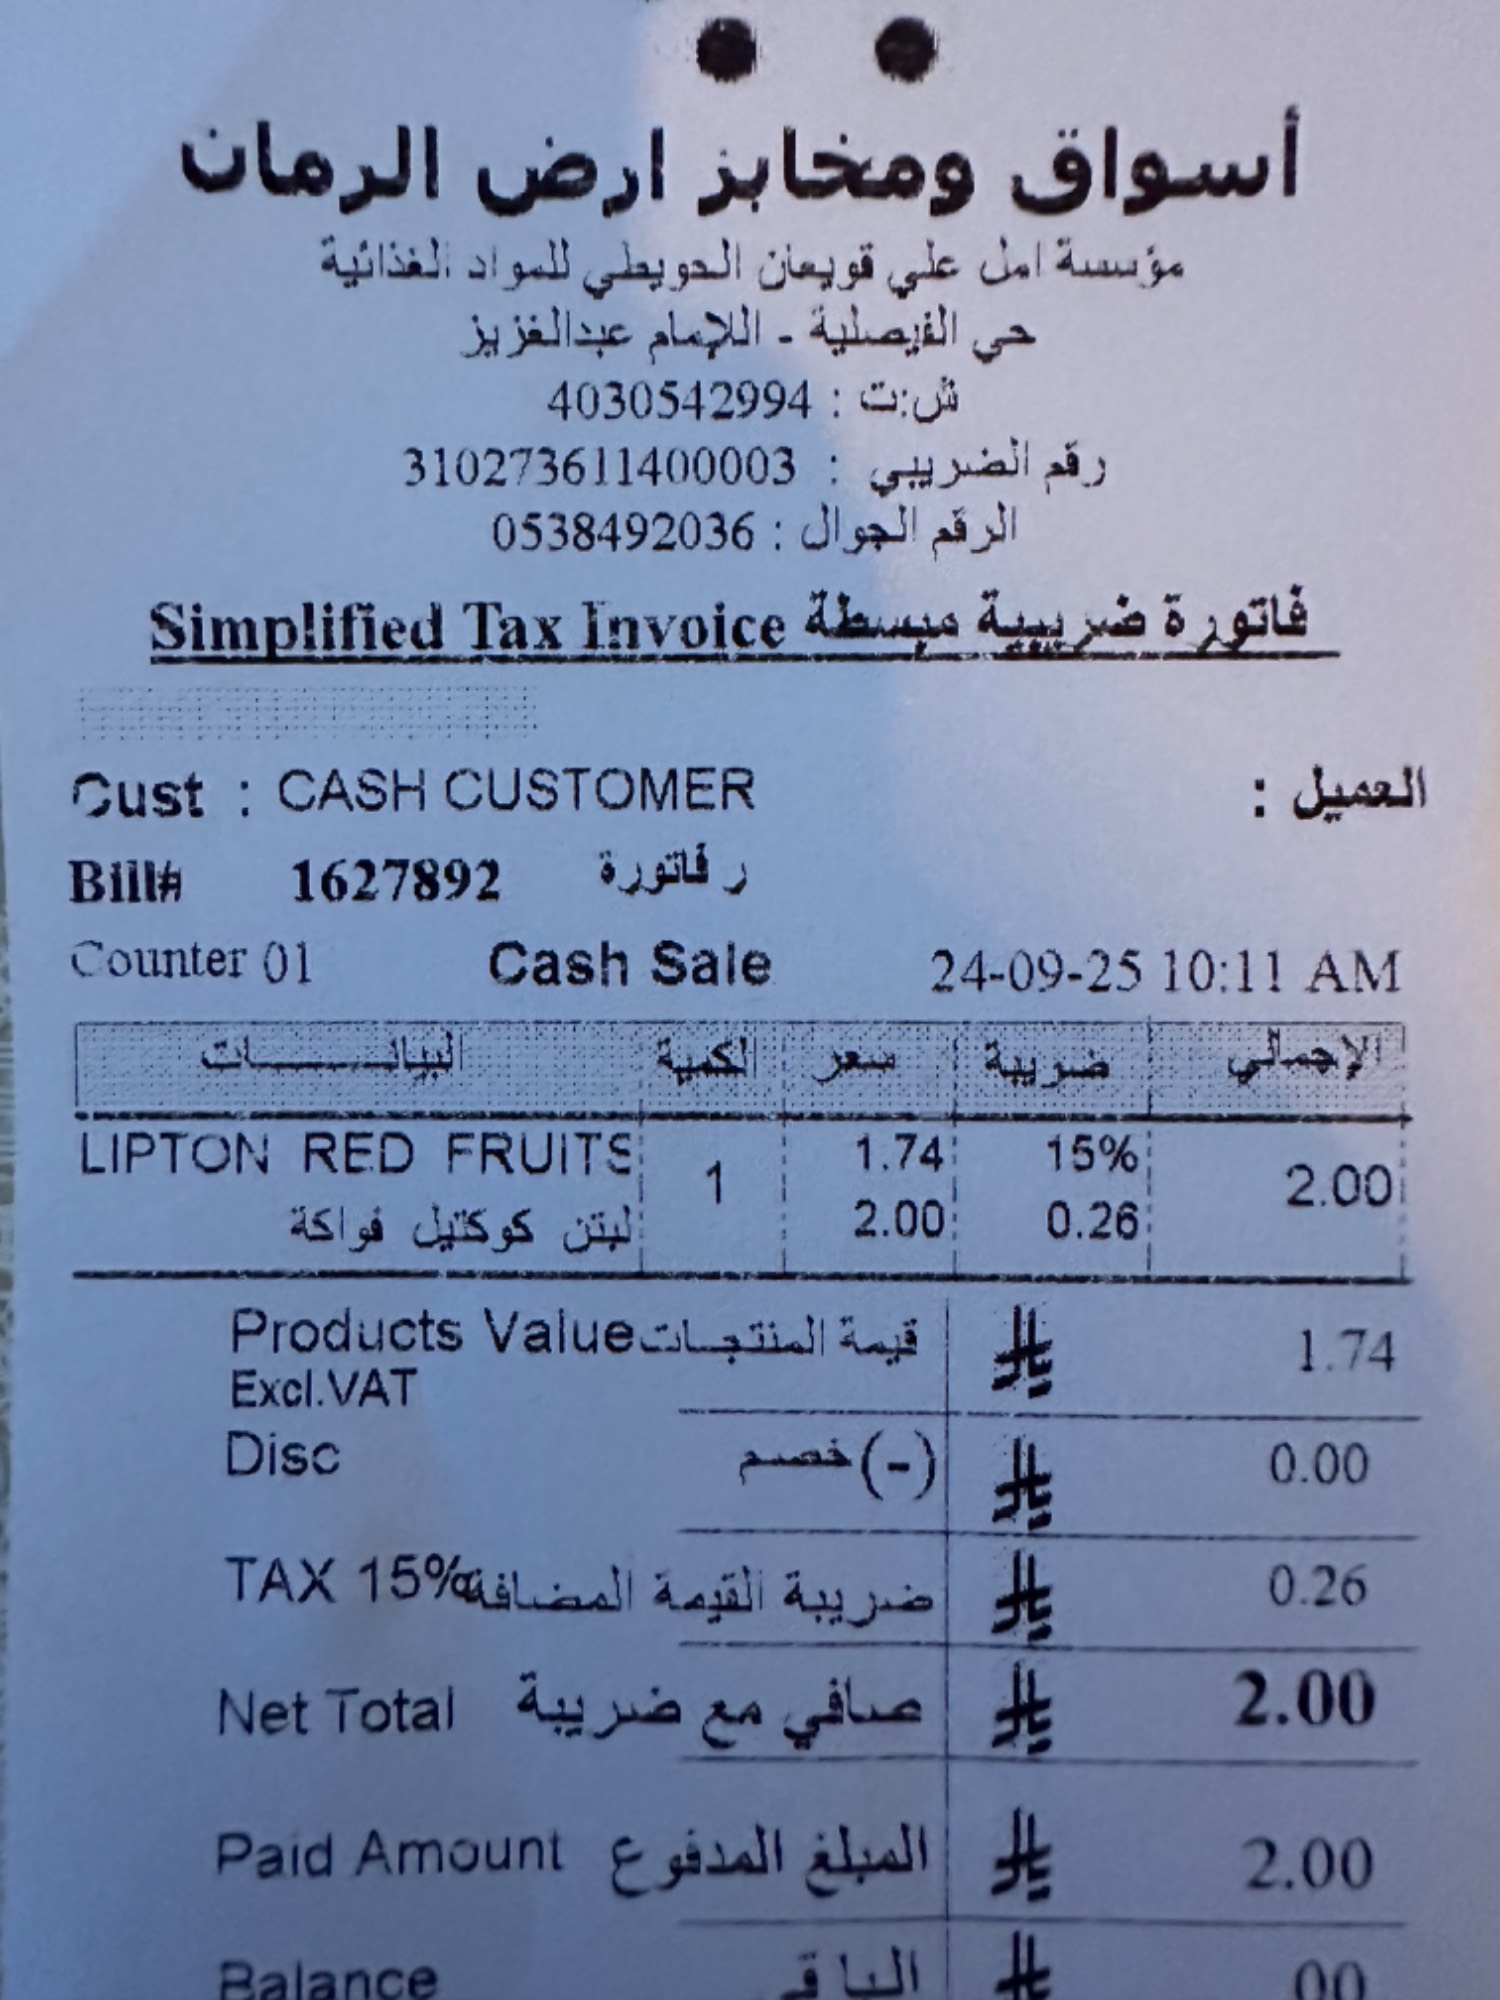 أسواق ومخابز ارض الرمان
مؤسسة امل علي قويعان الحويطي للمواد الغذائية
حي الفيصلية - اللإمام عبدالغزيز
ش:ت : 4030542994
رقم الضريبي : 310273611400003
الرقم الجوال : 0538492036
Simplified Tax Invoice فاتورة ضريبية مبسطة
Cust : CASH CUSTOMER العميل :
Bill# 1627892 ر فاتورة
Counter 01 Cash Sale 24-09-25 10:11 AM
لبيانـــــــات لكمية سعر ضريبة الإجمالي
LIPTON RED FRUITS 1 1.74 15% 2.00
لبتن كوكتيل فواكة 2.00 0.26
Products Value قيمة المنتجات 1.74
Excl.VAT
Disc خصم (-) 0.00
TAX 15% ضريبة القيمة المضافة 0.26
Net Total صافي مع ضريبة 2.00
Paid Amount المبلغ المدفوع 2.00
Balance الباقي 00